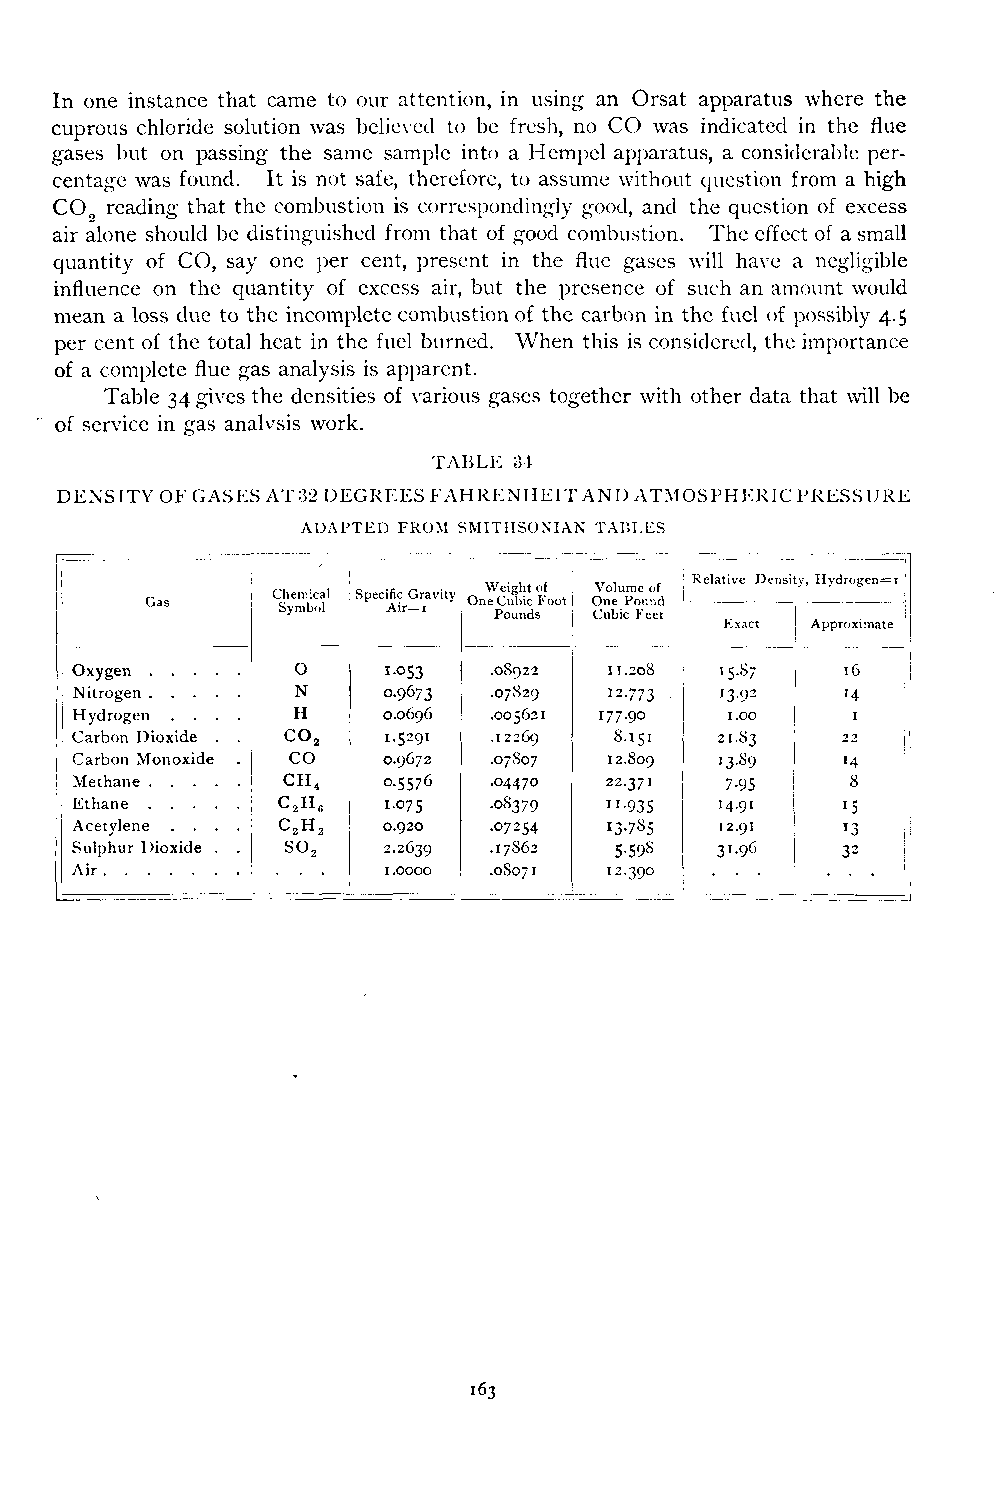 In one instance that came to our attention, in using an Orsat apparatus where the
cuprous chloride solution was believed to be fresh, no CO was indicated in the flue
gases but on passing the same sample into a Hempel apparatus, a considerable per-
centage was found. It is not safe, therefore, to assume without question from a high
CO₂ reading that the combustion is correspondingly good, and the question of excess
air alone should be distinguished from that of good combustion. The effect of a small
quantity of CO, say one per cent, present in the flue gases will have a negligible
influence on the quantity of excess air, but the presence of such an amount would
mean a loss due to the incomplete combustion of the carbon in the fuel of possibly 4.5
per cent of the total heat in the fuel burned. When this is considered, the importance
of a complete flue gas analysis is apparent.
Table 34 gives the densities of various gases together with other data that will be
of service in gas analysis work.
TABLE 34
DENSITY OF GASES AT 32 DEGREES FAHRENHEIT AND ATMOSPHERIC PRESSURE
ADAPTED FROM SMITHSONIAN TABLES
Gas Chemical Symbol Specific Gravity Air=1 Weight of One Cubic Foot Pounds Volume of One Pound Cubic Feet Relative Density, Hydrogen=1
Exact Approximate
Oxygen . . . . . O 1.053 .08922 11.208 15.87 16
Nitrogen . . . . . N 0.9673 .07829 12.773 13.92 14
Hydrogen . . . . H 0.0696 .005621 177.90 1.00 1
Carbon Dioxide . . CO₂ 1.5291 .12269 8.151 21.83 22
Carbon Monoxide . CO 0.9672 .07807 12.809 13.89 14
Methane . . . . . CH₄ 0.5576 .04470 22.371 7.95 8
Ethane . . . . . C₂H₆ 1.075 .08379 11.935 14.91 15
Acetylene . . . . C₂H₂ 0.920 .07254 13.785 12.91 13
Sulphur Dioxide . . SO₂ 2.2639 .17862 5.598 31.96 32
Air . . . . . . . . . . 1.0000 .08071 12.390 . . . . . .
163